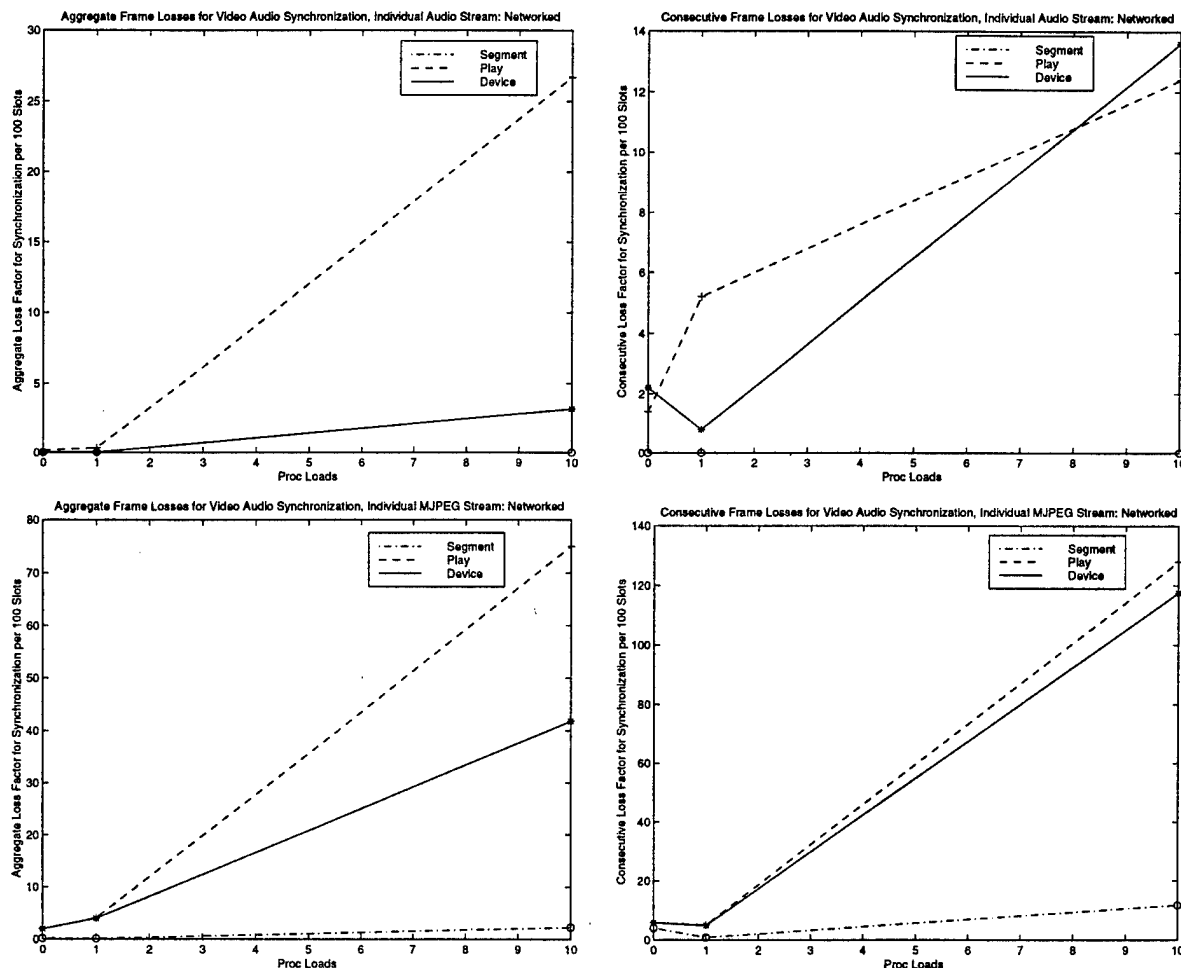 Aggregate Frame Losses for Video Audio Synchronization, Individual Audio Stream: Networked
30
25
20
15
10
5
0
Aggregate Loss Factor for Synchronization per 100 Slots
Segment
Play
Device
0 1 2 3 4 5 6 7 8 9 10
Proc Loads
Consecutive Frame Losses for Video Audio Synchronization, Individual Audio Stream: Networked
14
12
10
8
6
4
2
0
Consecutive Loss Factor for Synchronization per 100 Slots
Segment
Play
Device
0 1 2 3 4 5 6 7 8 9 10
Proc Loads
Aggregate Frame Losses for Video Audio Synchronization, Individual MJPEG Stream: Networked
80
70
60
50
40
30
20
10
0
Aggregate Loss Factor for Synchronization per 100 Slots
Segment
Play
Device
0 1 2 3 4 5 6 7 8 9 10
Proc Loads
Consecutive Frame Losses for Video Audio Synchronization, Individual MJPEG Stream: Networked
140
120
100
80
60
40
20
0
Consecutive Loss Factor for Synchronization per 100 Slots
Segment
Play
Device
0 1 2 3 4 5 6 7 8 9 10
Proc Loads